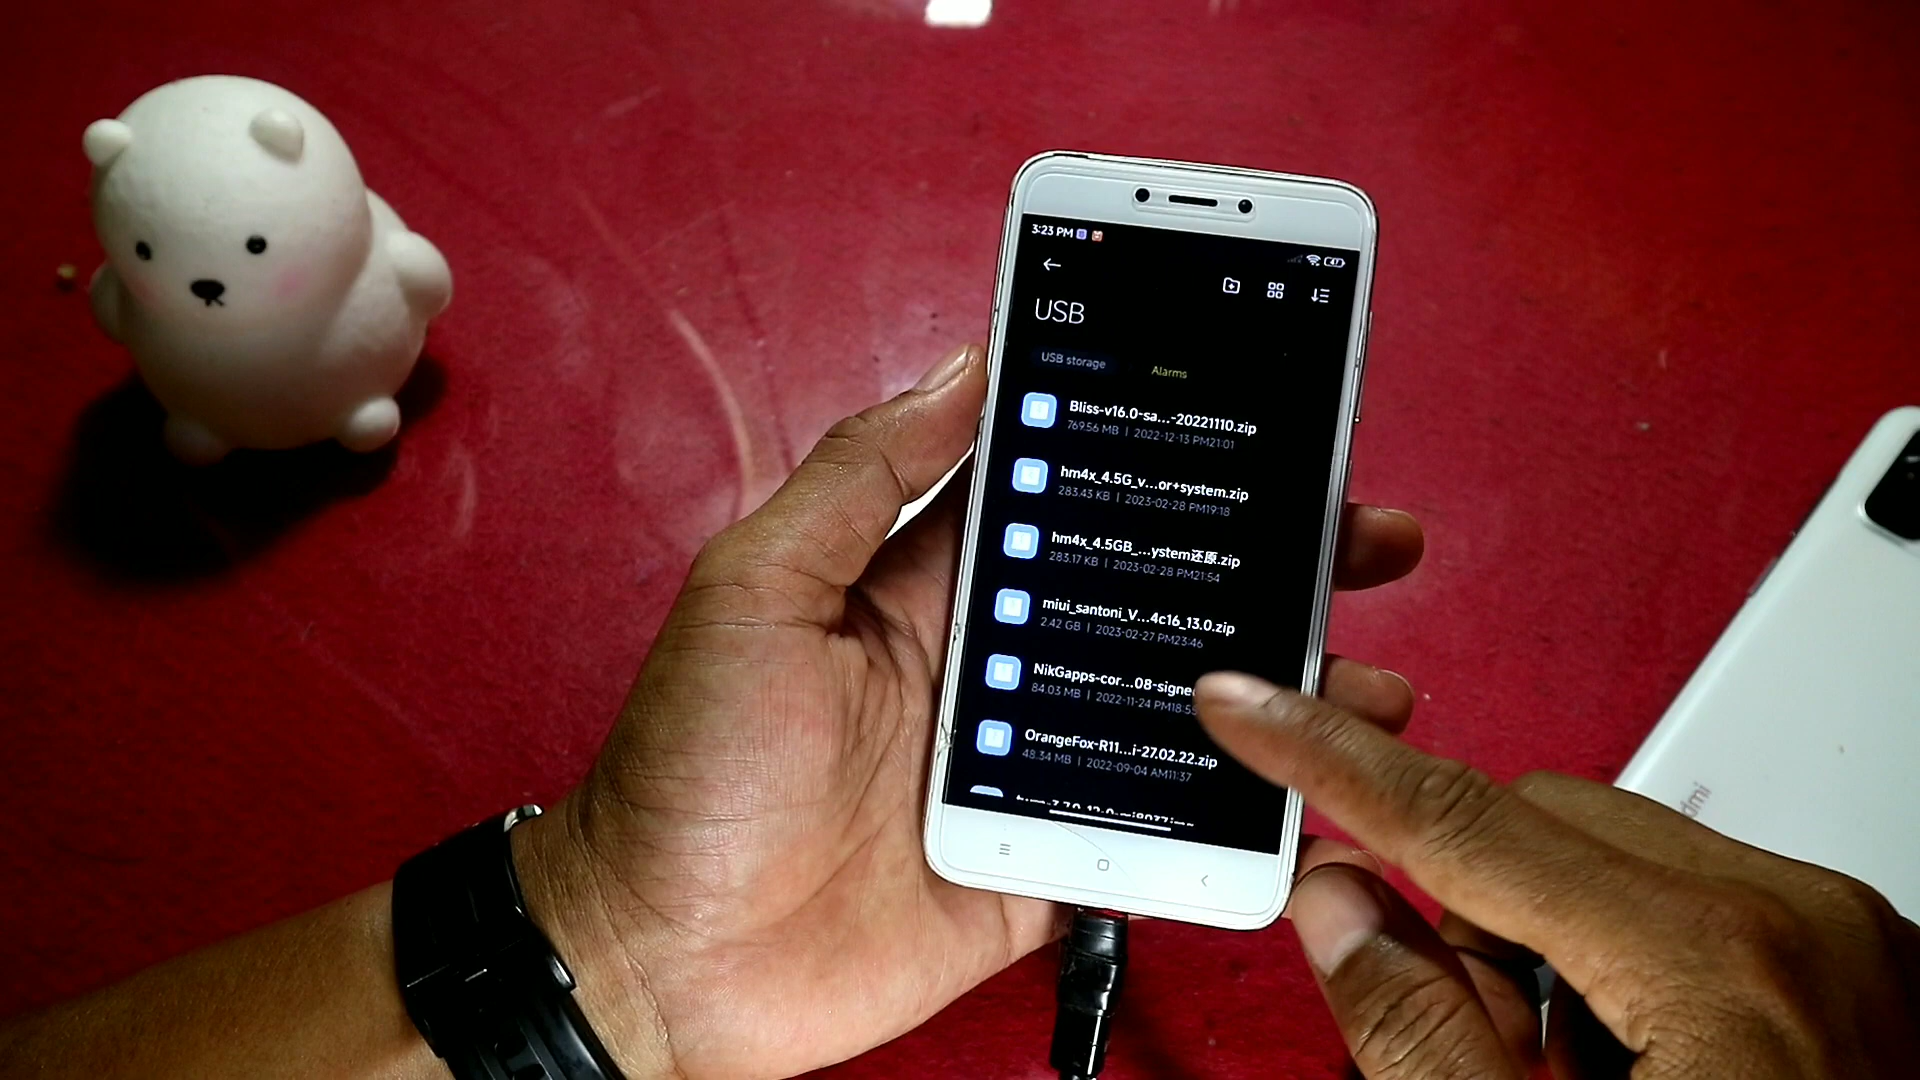 3:23 PM
47
USB
USB storage
Alarms
Bliss-v16.0-sa...-20221110.zip
769.56 MB | 2022-12-13 PM21:01
hm4x_4.5G_v...or+system.zip
283.43 KB | 2023-02-28 PM19:18
hm4x_4.5GB_...ystem还原.zip
283.17 KB | 2023-02-28 PM21:54
miui_santoni_V...4c16_13.0.zip
2.42 GB | 2023-02-27 PM23:46
NikGapps-cor...08-signe
84.03 MB | 2022-11-24 PM18:55
OrangeFox-R11...i-27.02.22.zip
48.34 MB | 2022-09-04 AM11:37
dmi